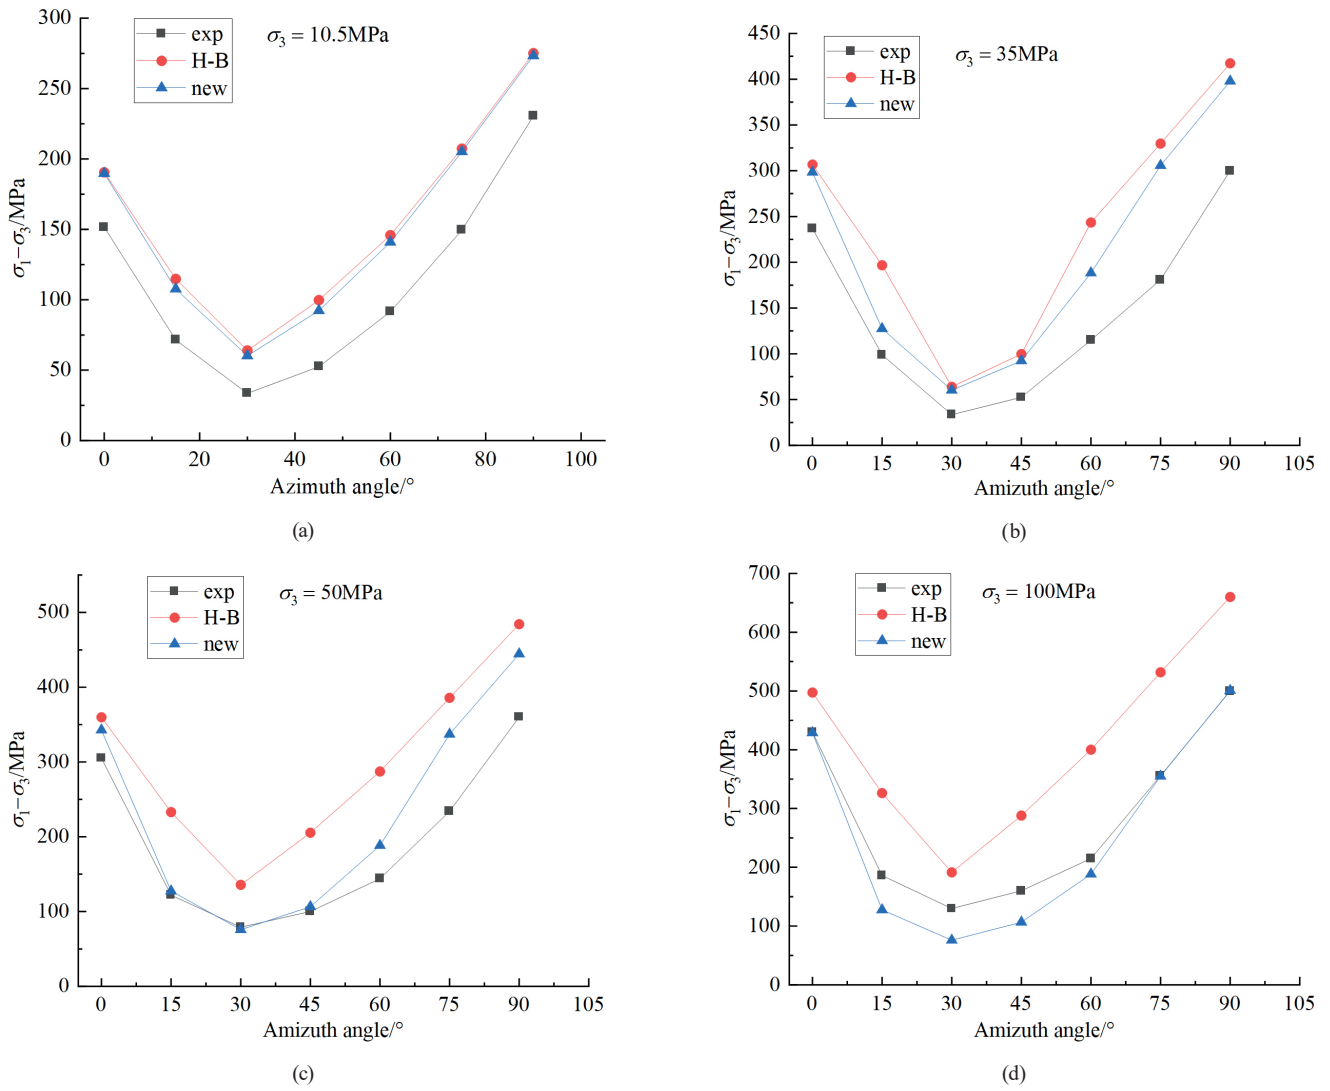 300
250
200
150
100
50
0
0 20 40 60 80 100
σ₁−σ₃/MPa
Azimuth angle/°
exp
H-B
new
σ₃ = 10.5MPa
(a)
450
400
350
300
250
200
150
100
50
0
0 15 30 45 60 75 90 105
σ₁−σ₃/MPa
Amizuth angle/°
exp
H-B
new
σ₃ = 35MPa
(b)
500
400
300
200
100
0
0 15 30 45 60 75 90 105
σ₁−σ₃/MPa
Amizuth angle/°
exp
H-B
new
σ₃ = 50MPa
(c)
700
600
500
400
300
200
100
0
0 15 30 45 60 75 90 105
σ₁−σ₃/MPa
Amizuth angle/°
exp
H-B
new
σ₃ = 100MPa
(d)